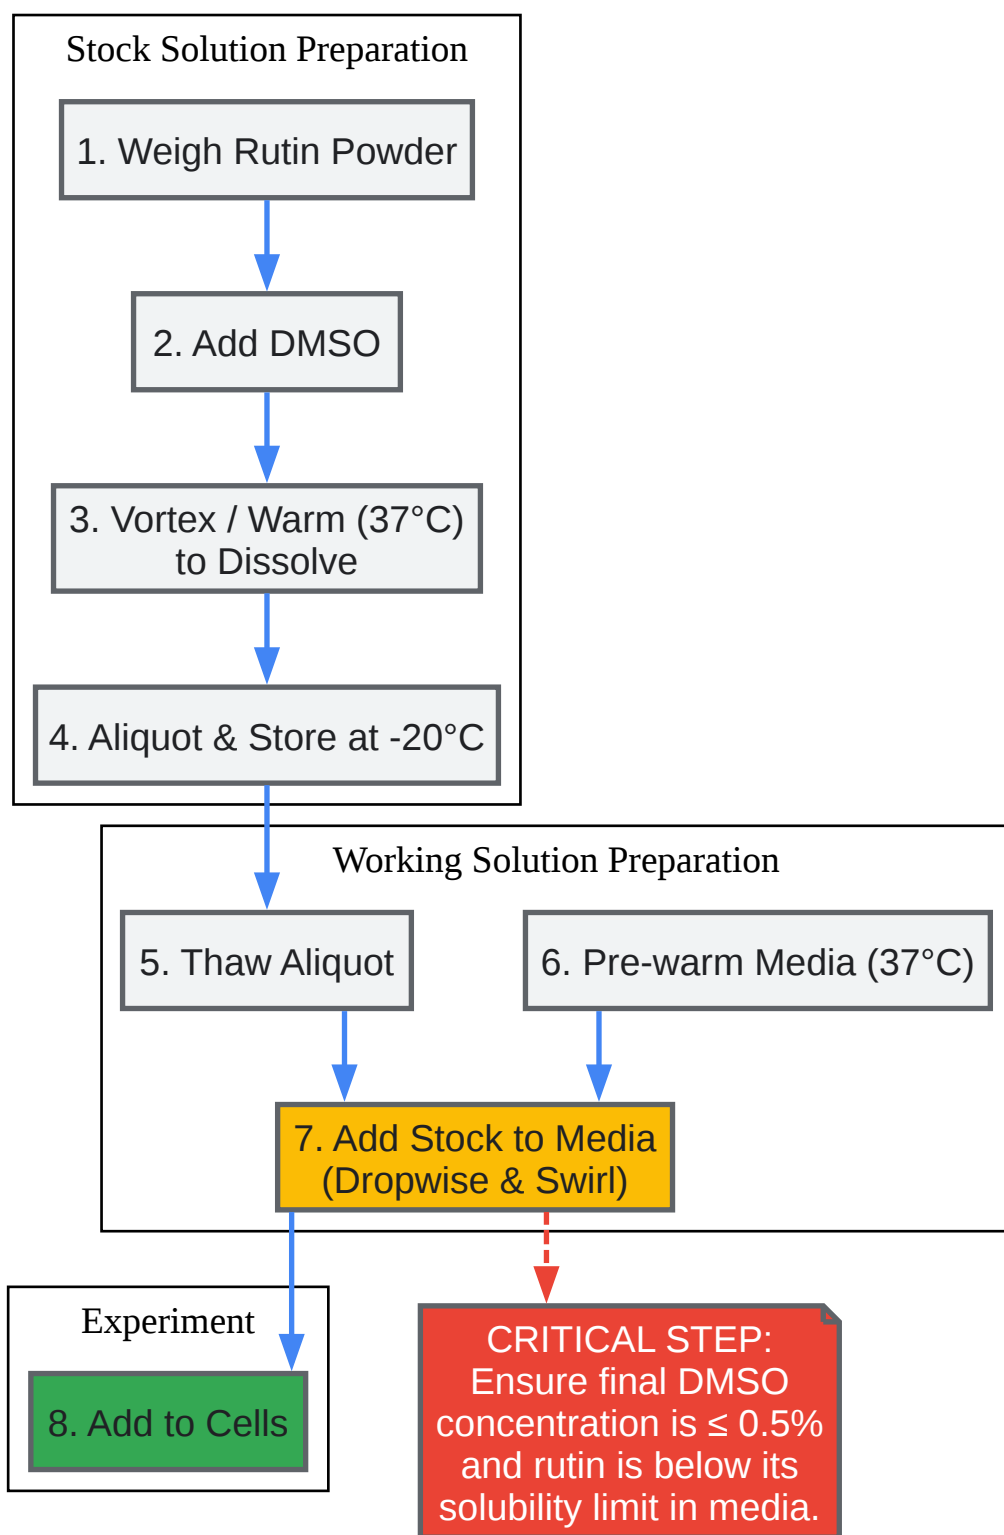 Stock Solution Preparation
1. Weigh Rutin Powder
2. Add DMSO
3. Vortex / Warm (37°C)
to Dissolve
4. Aliquot & Store at -20°C
Working Solution Preparation
5. Thaw Aliquot
6. Pre-warm Media (37°C)
7. Add Stock to Media
(Dropwise & Swirl)
Experiment
8. Add to Cells
CRITICAL STEP:
Ensure final DMSO
concentration is ≤ 0.5%
and rutin is below its
solubility limit in media.